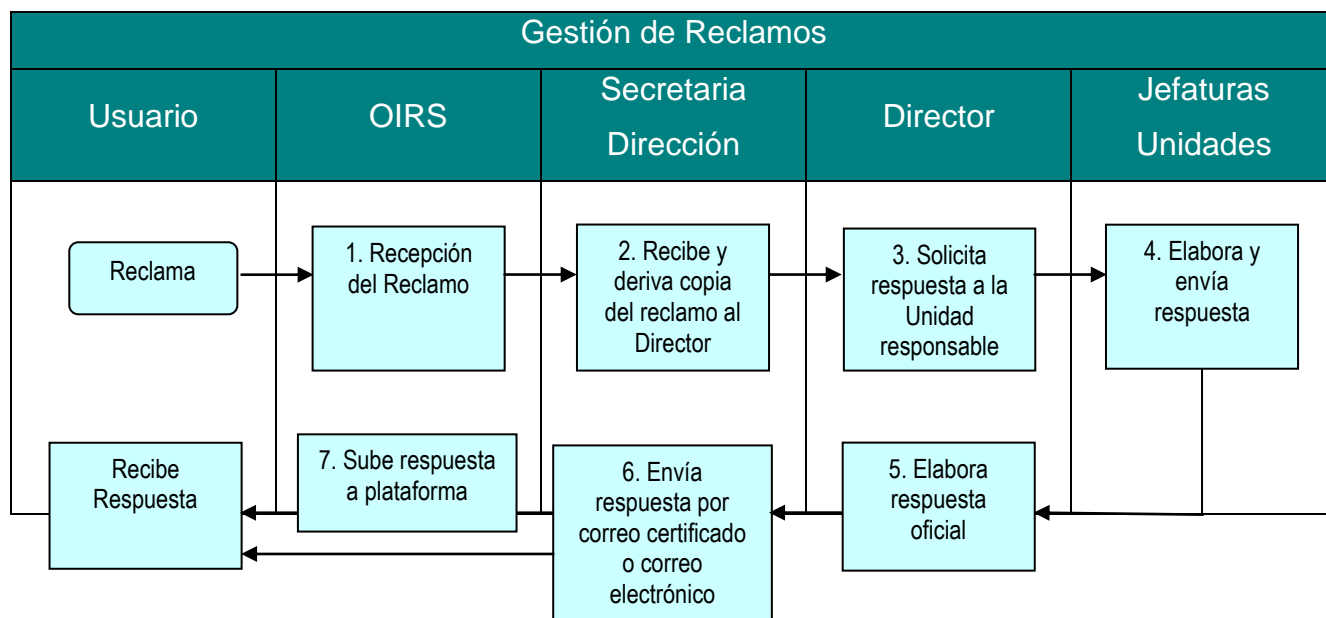 Gestión de Reclamos
Usuario
OIRS
Secretaria
Dirección
Director
Jefaturas
Unidades
Reclama
1. Recepción
del Reclamo
2. Recibe y
deriva copia
del reclamo al
Director
3. Solicita
respuesta a la
Unidad
responsable
4. Elabora y
envía
respuesta
Recibe
Respuesta
7. Sube respuesta
a plataforma
6. Envía
respuesta por
correo certificado
o correo
electrónico
5. Elabora
respuesta
oficial